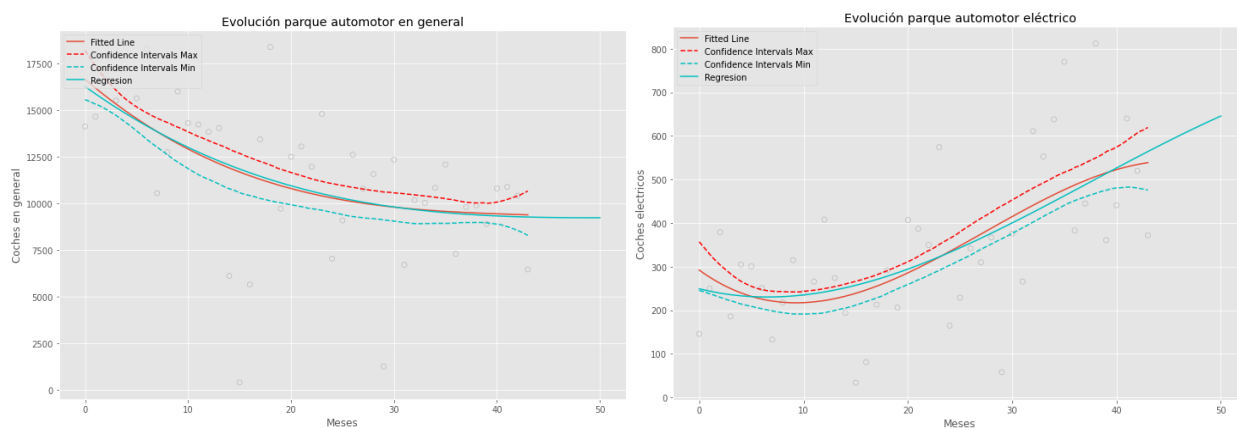 Evolución parque automotor en general
Fitted Line
Confidence Intervals Max
Confidence Intervals Min
Regresion
17500
15000
12500
10000
7500
5000
2500
0
Coches en general
0 10 20 30 40 50
Meses
Evolución parque automotor eléctrico
Fitted Line
Confidence Intervals Max
Confidence Intervals Min
Regresion
800
700
600
500
400
300
200
100
0
Coches electricos
0 10 20 30 40 50
Meses